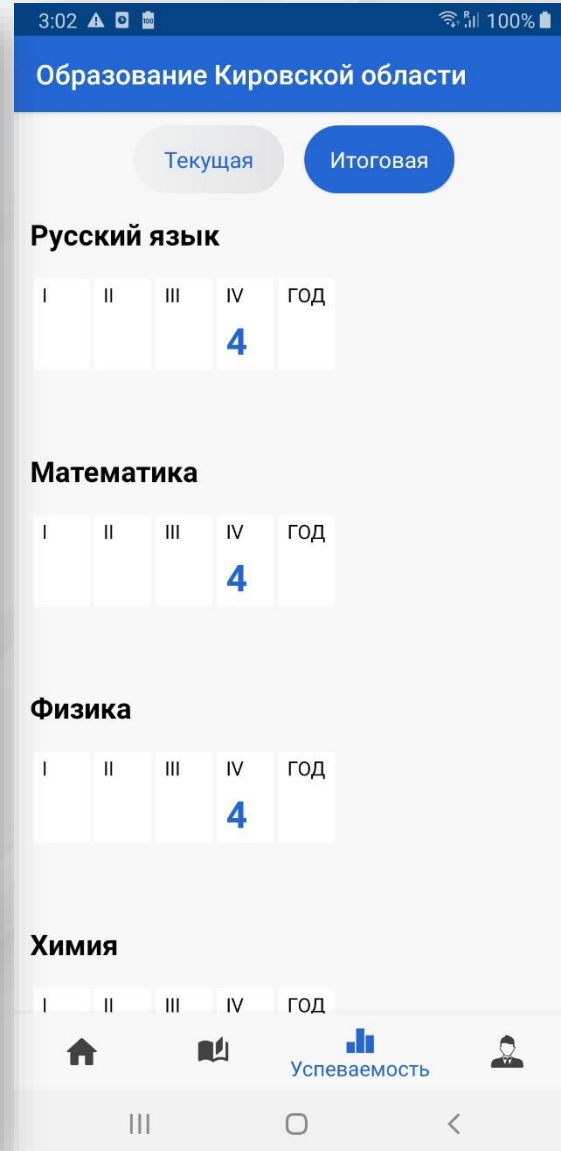 3:02 100%
Образование Кировской области
Текущая Итоговая
Русский язык
I II III IV ГОД
4
Математика
I II III IV ГОД
4
Физика
I II III IV ГОД
4
Химия
I II III IV ГОД
Успеваемость